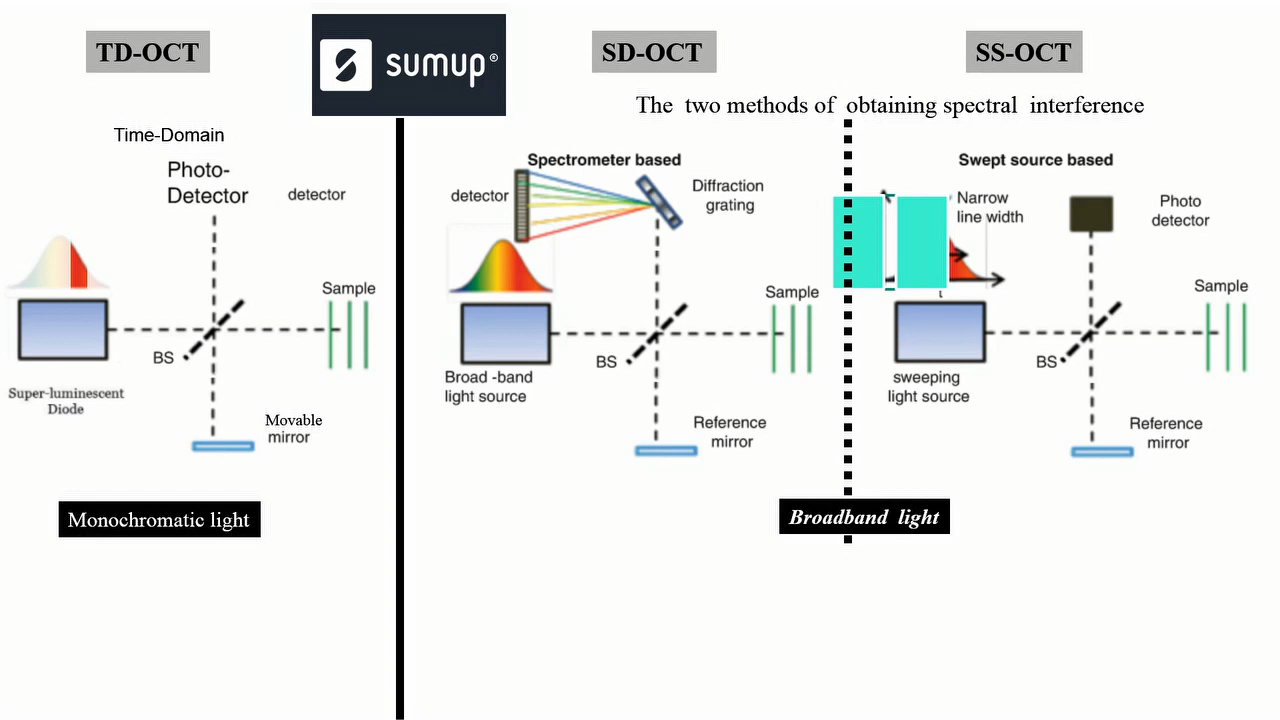 TD-OCT
sumup®
SD-OCT
SS-OCT
The two methods of obtaining spectral interference
Time-Domain
Photo-
Detector
detector
Sample
BS
Super-luminescent
Diode
Movable
mirror
Monochromatic light
Spectrometer based
detector
Diffraction
grating
Sample
BS
Broad -band
light source
Reference
mirror
Swept source based
Narrow
line width
Photo
detector
Sample
BS
sweeping
light source
Reference
mirror
Broadband light